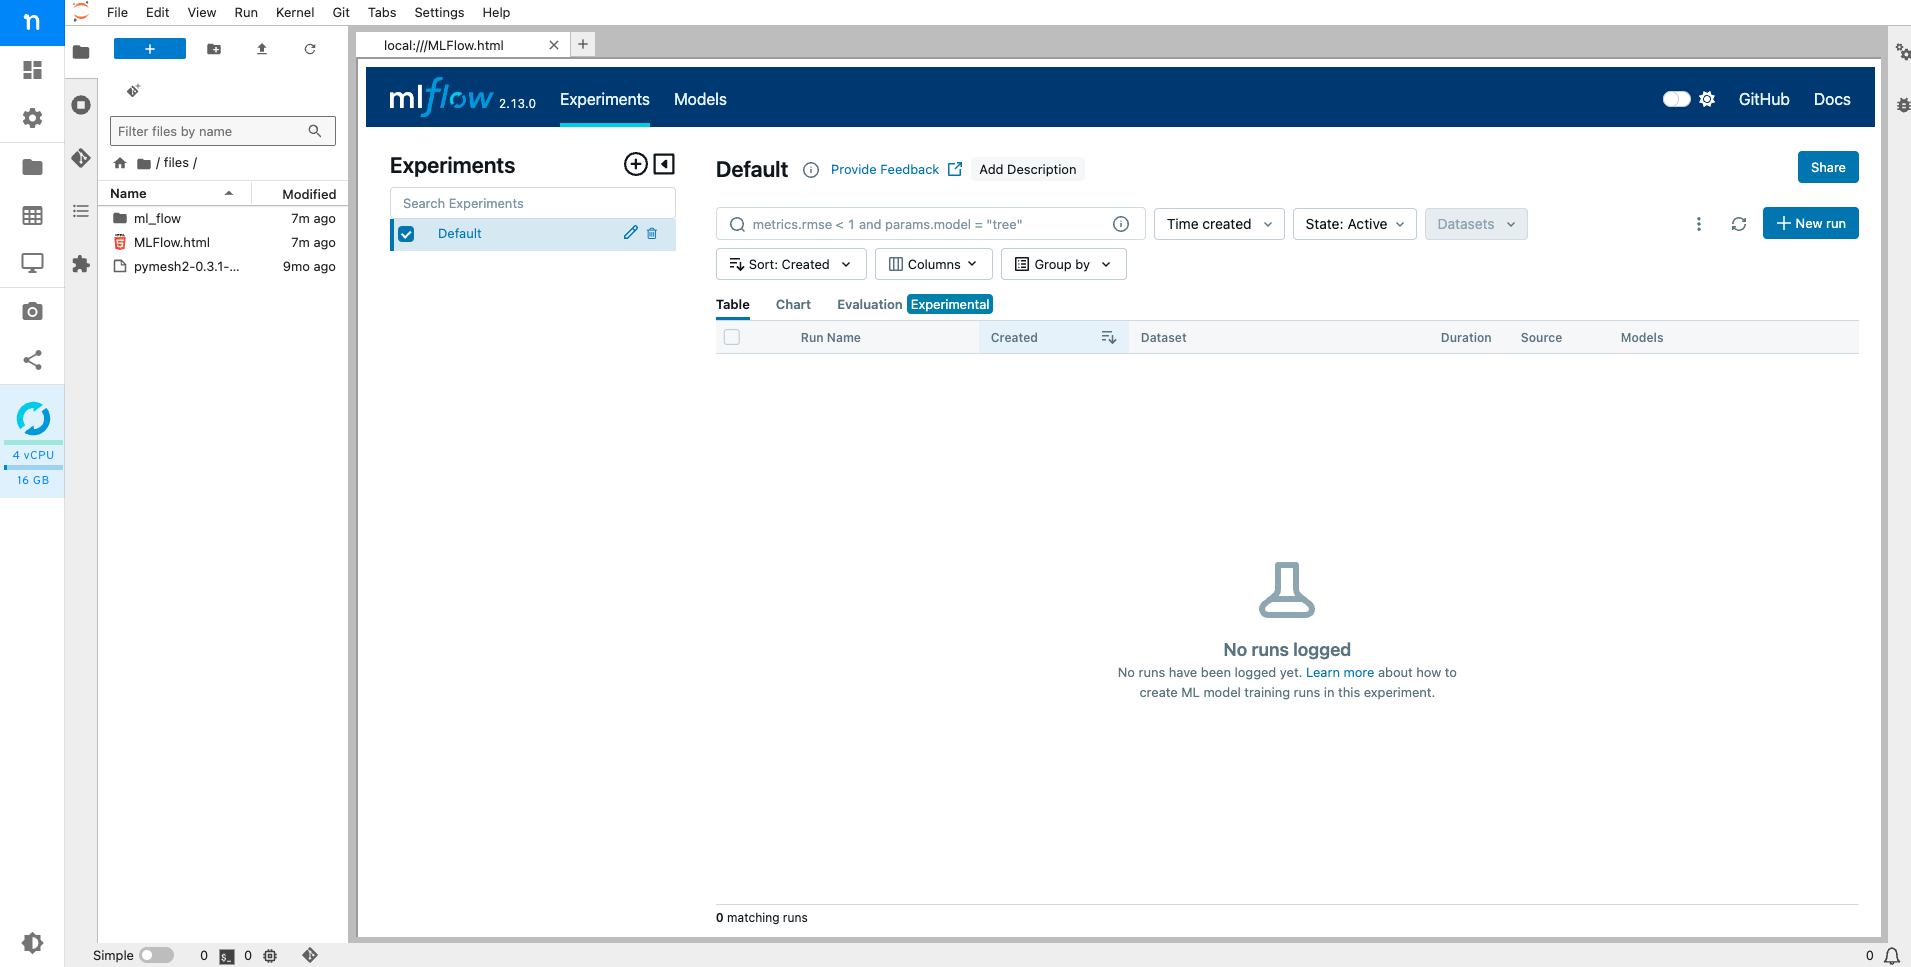 n
File Edit View Run Kernel Git Tabs Settings Help
local:///MLFlow.html
Filter files by name
/ files /
Name Modified
ml_flow 7m ago
MLFlow.html 7m ago
pymesh2-0.3.1-... 9mo ago
4 vCPU
16 GB
mlflow 2.13.0 Experiments Models GitHub Docs
Experiments
Search Experiments
Default
Default Provide Feedback Add Description Share
metrics.rmse < 1 and params.model = "tree" Time created State: Active Datasets New run
Sort: Created Columns Group by
Table Chart Evaluation Experimental
Run Name Created Dataset Duration Source Models
No runs logged
No runs have been logged yet. Learn more about how to
create ML model training runs in this experiment.
0 matching runs
Simple 0 $_ 0 0